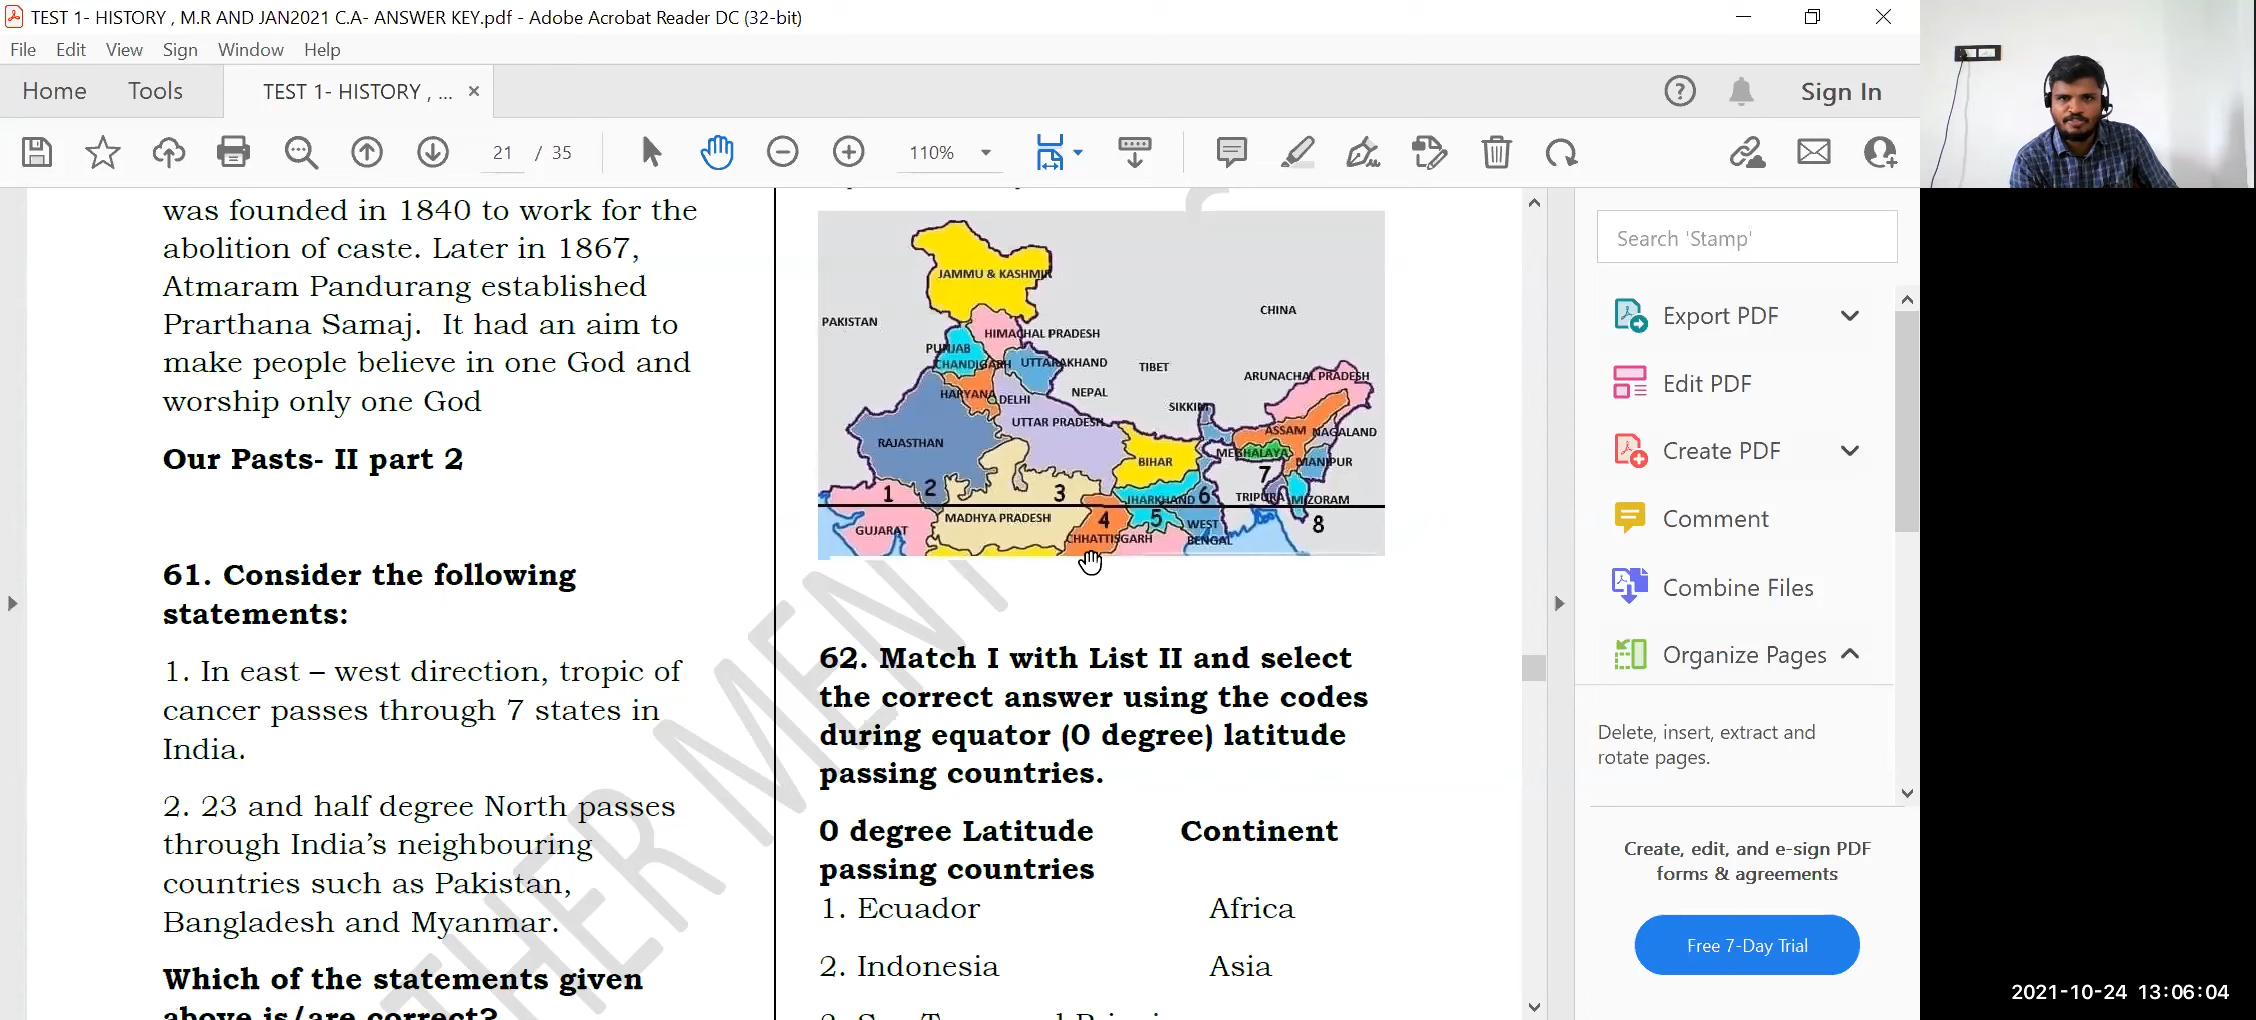 TEST 1- HISTORY , M.R AND JAN2021 C.A- ANSWER KEY.pdf - Adobe Acrobat Reader DC (32-bit)
File Edit View Sign Window Help
Home Tools TEST 1- HISTORY , ... × Sign In
21 / 35 110%
was founded in 1840 to work for the
abolition of caste. Later in 1867,
Atmaram Pandurang established
Prarthana Samaj. It had an aim to
make people believe in one God and
worship only one God
Our Pasts- II part 2
61. Consider the following
statements:
1. In east – west direction, tropic of
cancer passes through 7 states in
India.
2. 23 and half degree North passes
through India’s neighbouring
countries such as Pakistan,
Bangladesh and Myanmar.
Which of the statements given
above is/are correct?
JAMMU & KASHMIR
PAKISTAN
CHINA
HIMACHAL PRADESH
PUNJAB
CHANDIGARH
UTTARAKHAND
TIBET
ARUNACHAL PRADESH
HARYANA
DELHI
NEPAL
SIKKIM
UTTAR PRADESH
RAJASTHAN
ASSAM
NAGALAND
MEGHALAYA
BIHAR
MANIPUR
7
1
2
3
JHARKHAND
6
TRIPURA
MIZORAM
GUJARAT
MADHYA PRADESH
4
5
WEST
BENGAL
8
CHHATTISGARH
62. Match I with List II and select
the correct answer using the codes
during equator (0 degree) latitude
passing countries.
0 degree Latitude Continent
passing countries
1. Ecuador Africa
2. Indonesia Asia
THER MENT
Search 'Stamp'
Export PDF
Edit PDF
Create PDF
Comment
Combine Files
Organize Pages
Delete, insert, extract and
rotate pages.
Create, edit, and e-sign PDF
forms & agreements
Free 7-Day Trial
2021-10-24 13:06:04